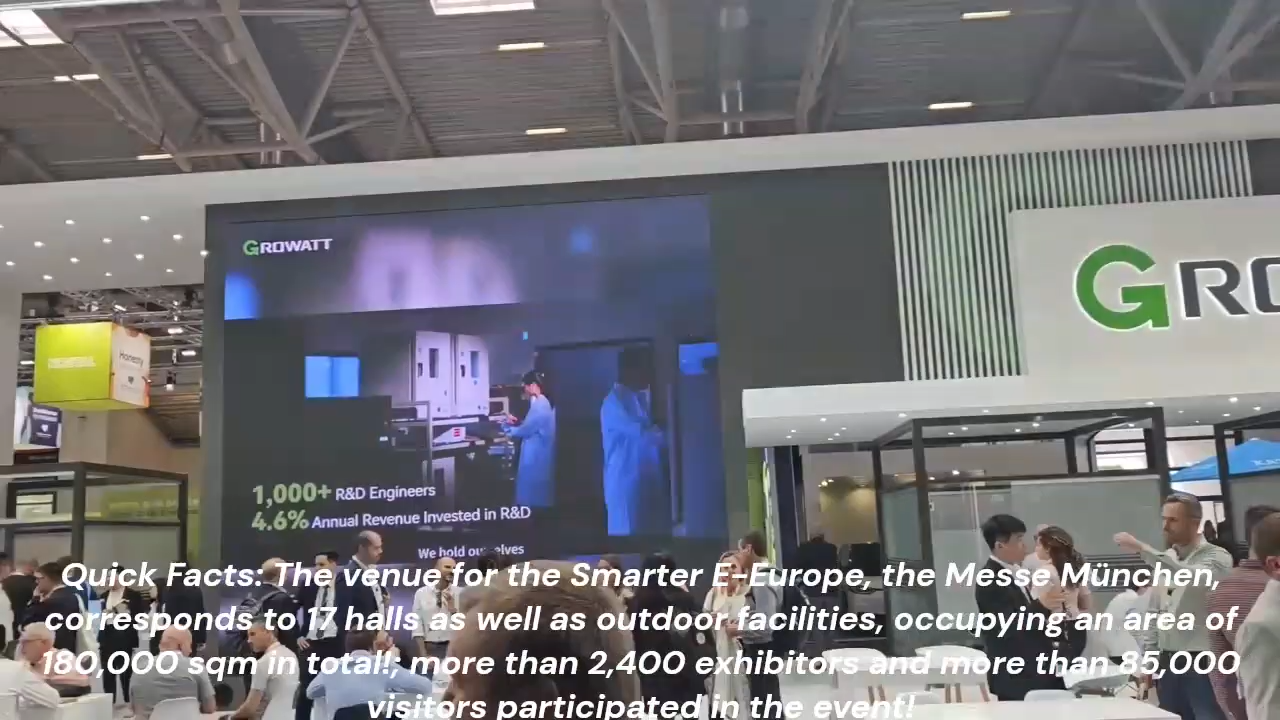 GROWATT
GRO
Honesty
1,000+ R&D Engineers
4.6% Annual Revenue Invested in R&D
We hold ourselves
Quick Facts: The venue for the Smarter E-Europe, the Messe München,
corresponds to 17 halls as well as outdoor facilities, occupying an area of
180,000 sqm in total!; more than 2,400 exhibitors and more than 85,000
visitors participated in the event!